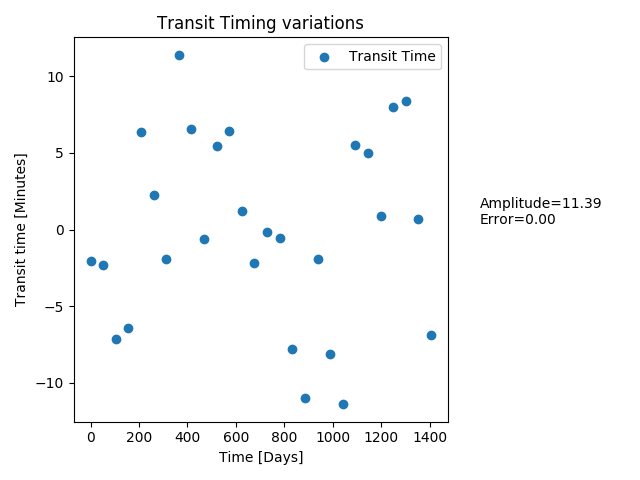 Transit Timing variations
Transit Time
10
5
0
−5
−10
Transit time [Minutes]
Amplitude=11.39
Error=0.00
0 200 400 600 800 1000 1200 1400
Time [Days]